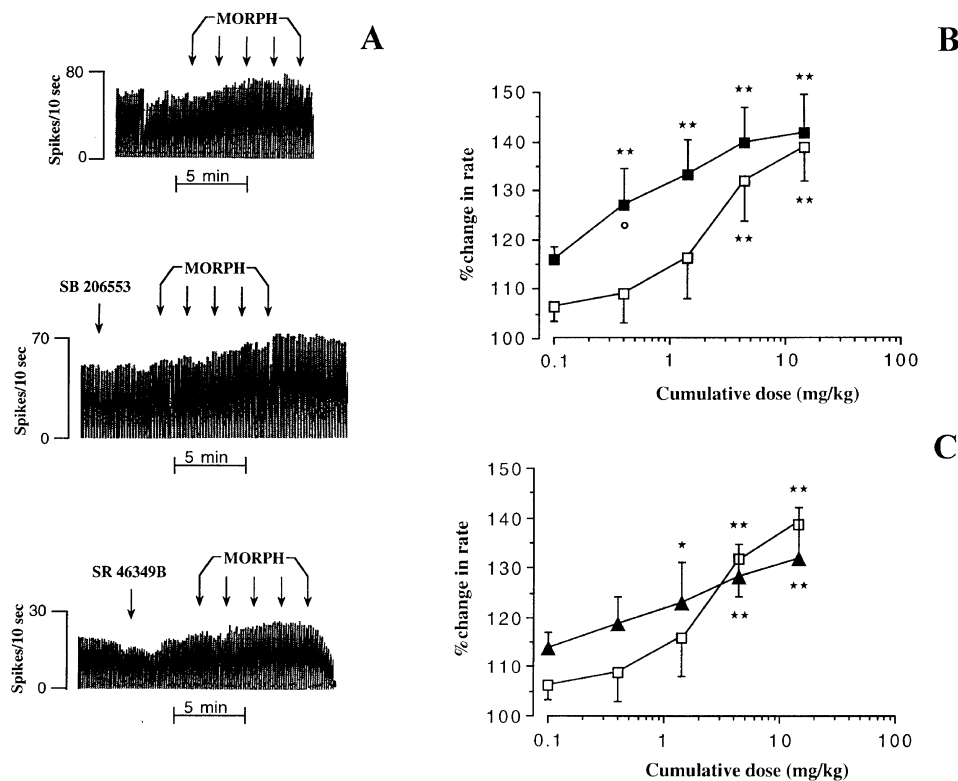 A
MORPH
80
Spikes/10 sec
0
5 min
SB 206553
MORPH
70
Spikes/10 sec
0
5 min
SR 46349B
MORPH
30
Spikes/10 sec
0
5 min
B
150
140
130
120
110
100
% change in rate
★★
★★
★★
★★
★★
★★
0.1
1
10
100
Cumulative dose (mg/kg)
C
150
140
130
120
110
100
% change in rate
★
★★
★★
★★
★★
0.1
1
10
100
Cumulative dose (mg/kg)